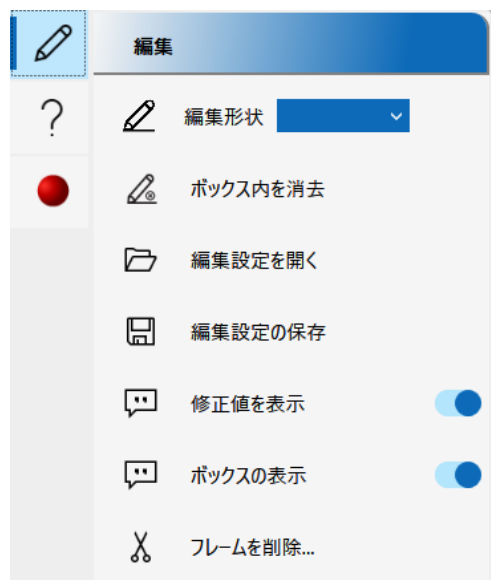 編集
編集形状
ボックス内を消去
編集設定を開く
編集設定の保存
修正値を表示
ボックスの表示
フレームを削除...